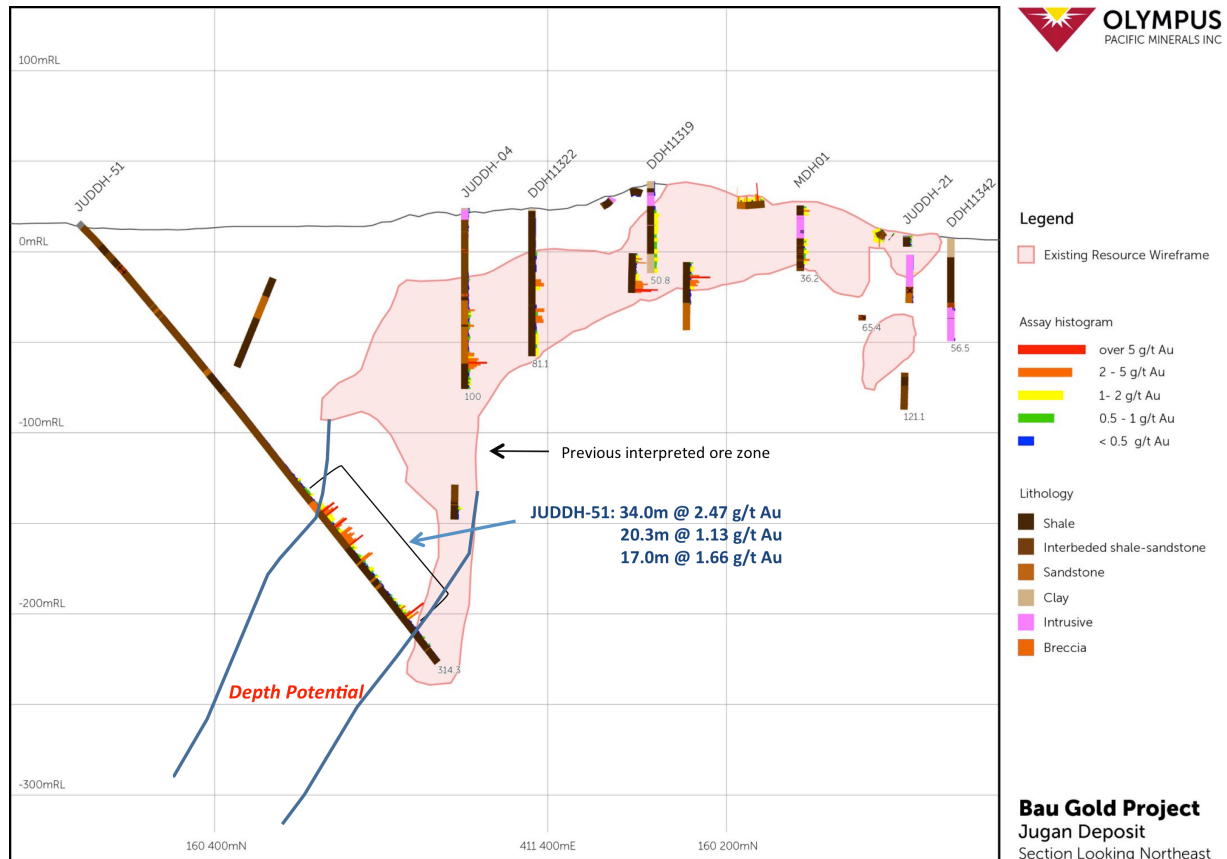 OLYMPUS
PACIFIC MINERALS INC
100mRL
JUDDH-51
JUDDH-04
DDH11322
DDH11319
MDH01
JUDDH-21
DDH11342
0mRL
50.8
36.2
65.4
56.5
81.1
100
121.1
-100mRL
Previous interpreted ore zone
JUDDH-51: 34.0m @ 2.47 g/t Au
20.3m @ 1.13 g/t Au
17.0m @ 1.66 g/t Au
-200mRL
314.3
Depth Potential
-300mRL
160 400mN
411 400mE
160 200mN
Legend
Existing Resource Wireframe
Assay histogram
over 5 g/t Au
2 - 5 g/t Au
1- 2 g/t Au
0.5 - 1 g/t Au
< 0.5 g/t Au
Lithology
Shale
Interbeded shale-sandstone
Sandstone
Clay
Intrusive
Breccia
Bau Gold Project
Jugan Deposit
Section Looking Northeast